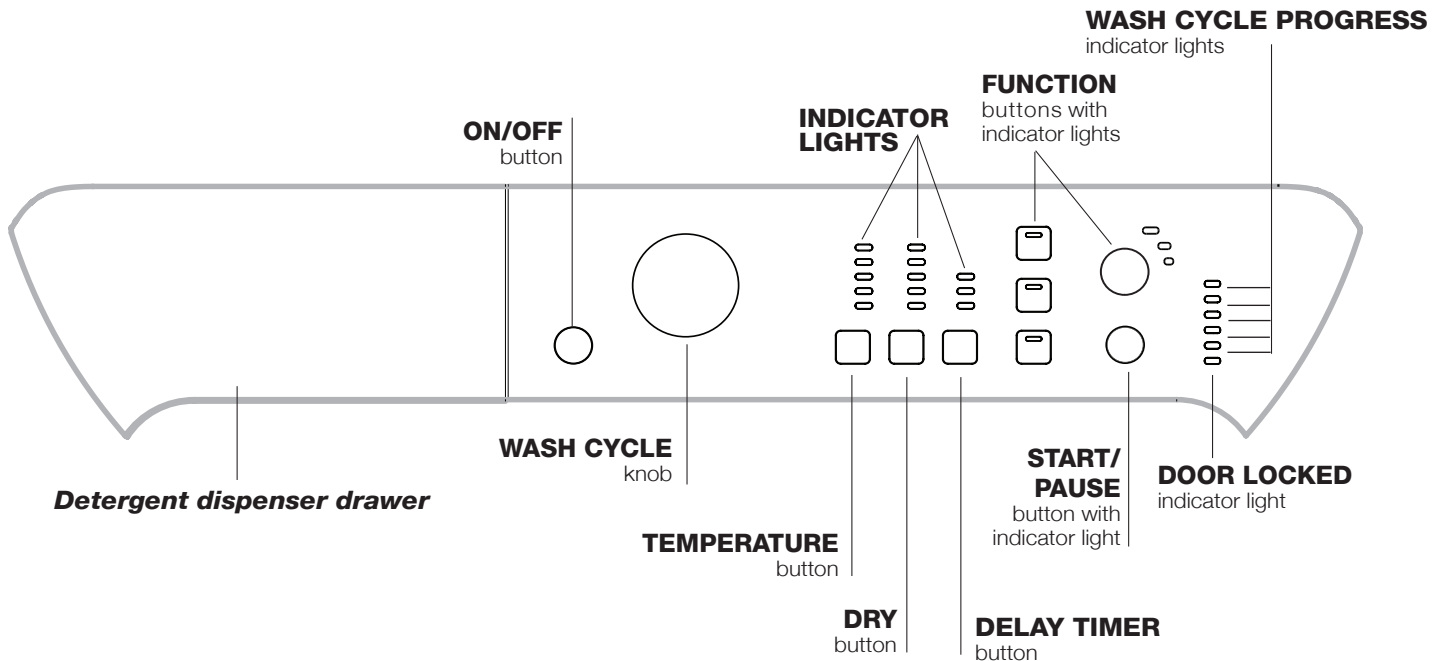 WASH CYCLE PROGRESS
indicator lights
FUNCTION
buttons with
indicator lights
INDICATOR
LIGHTS
ON/OFF
button
WASH CYCLE
knob
Detergent dispenser drawer
START/
PAUSE
button with
indicator light
DOOR LOCKED
indicator light
TEMPERATURE
button
DRY
button
DELAY TIMER
button